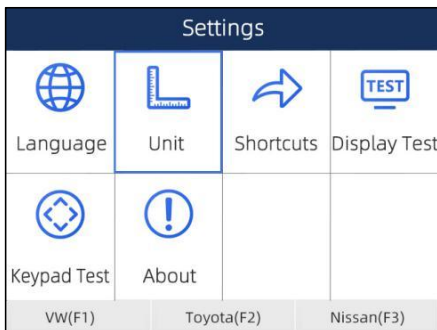 Settings
TEST
Language Unit Shortcuts Display Test
Keypad Test About
VW(F1) Toyota(F2) Nissan(F3)